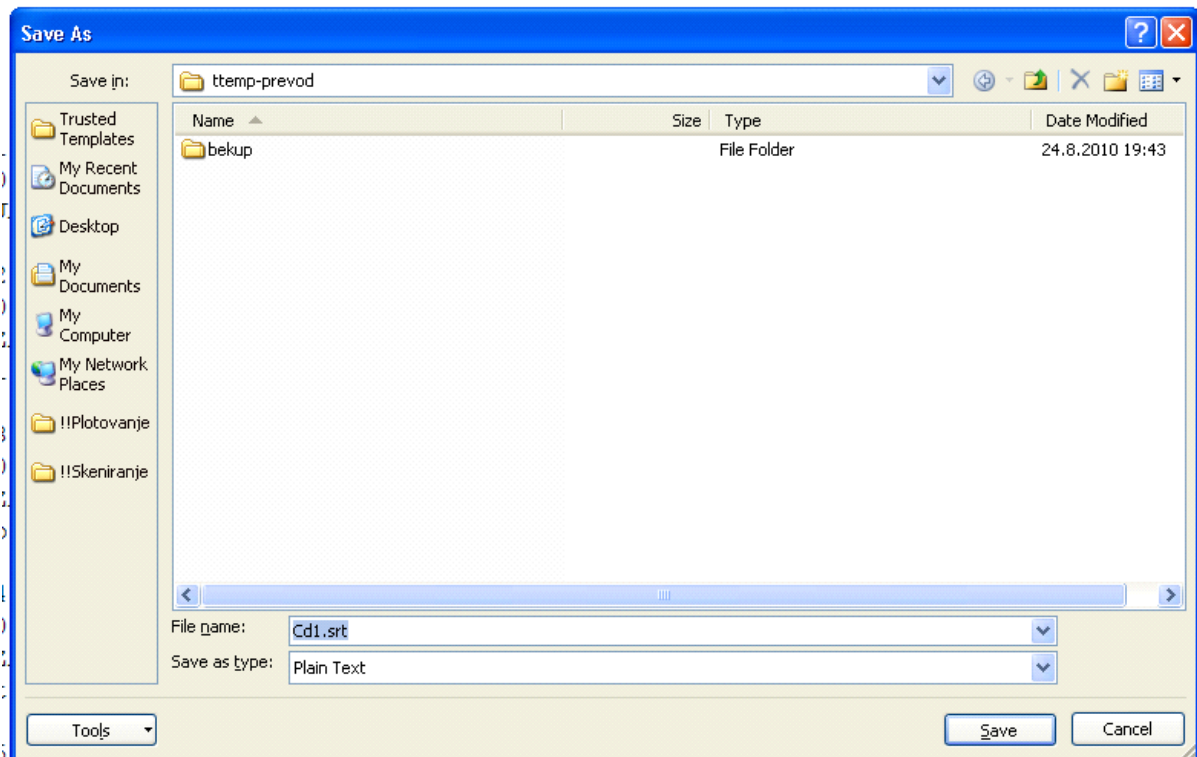 Save As
Save in:
ttemp-prevod
Trusted
Templates
My Recent
Documents
Desktop
My
Documents
My
Computer
My Network
Places
!!Plotovanje
!!Skeniranje
Name Size Type Date Modified
bekup File Folder 24.8.2010 19:43
File name: Cd1.srt
Save as type: Plain Text
Tools Save Cancel